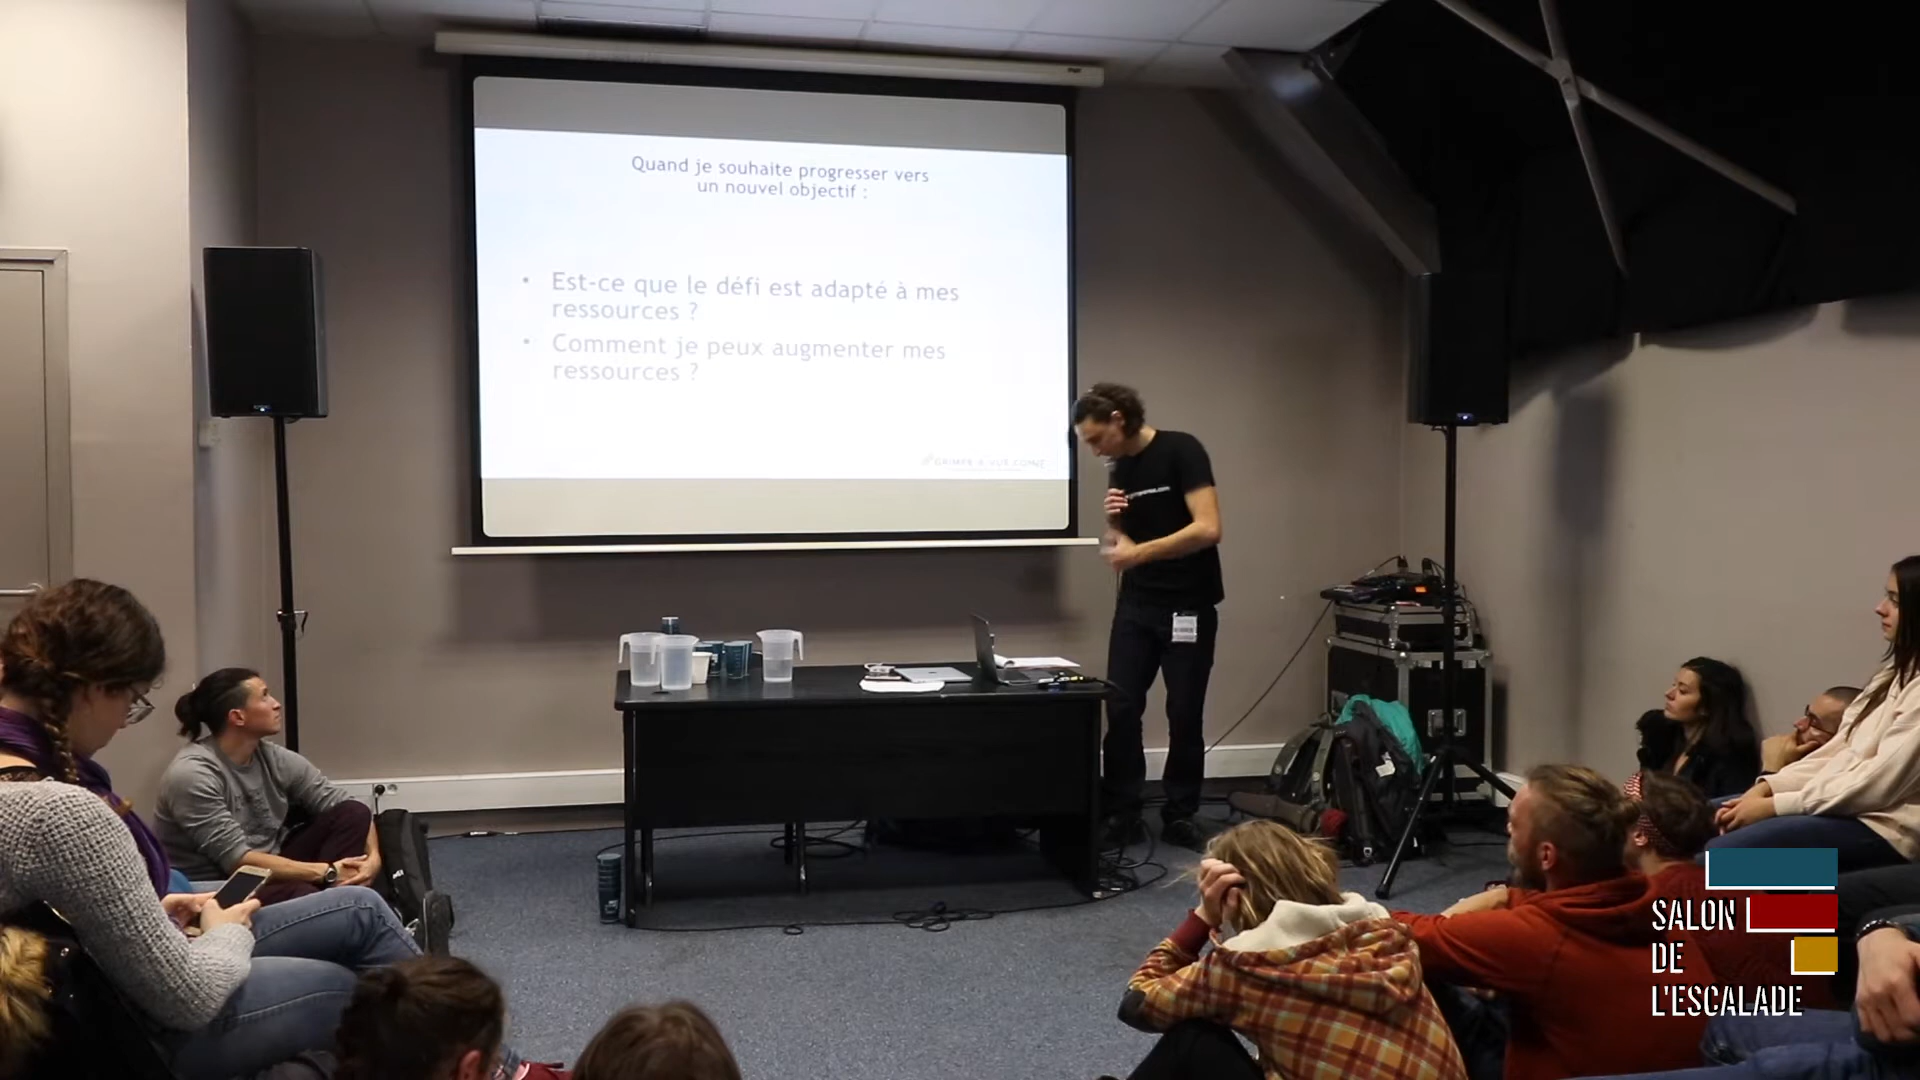 Quand je souhaite progresser vers
un nouvel objectif :
• Est-ce que le défi est adapté à mes
ressources ?
• Comment je peux augmenter mes
ressources ?
SALON
DE
L'ESCALADE